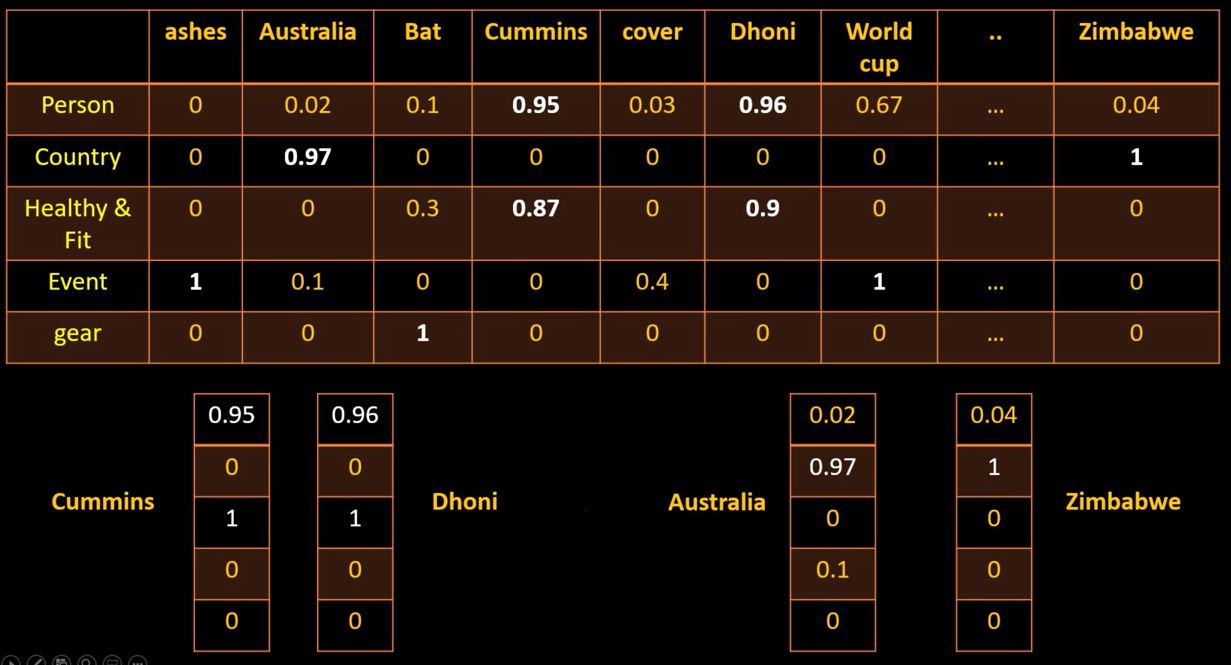 ashes Australia Bat Cummins cover Dhoni World cup .. Zimbabwe
Person 0 0.02 0.1 0.95 0.03 0.96 0.67 ... 0.04
Country 0 0.97 0 0 0 0 0 ... 1
Healthy & Fit 0 0 0.3 0.87 0 0.9 0 ... 0
Event 1 0.1 0 0 0.4 0 1 ... 0
gear 0 0 1 0 0 0 0 ... 0
0.95 0.96 0.02 0.04
0 0 0.97 1
Cummins 1 1 Dhoni Australia 0 0 Zimbabwe
0 0 0.1 0
0 0 0 0